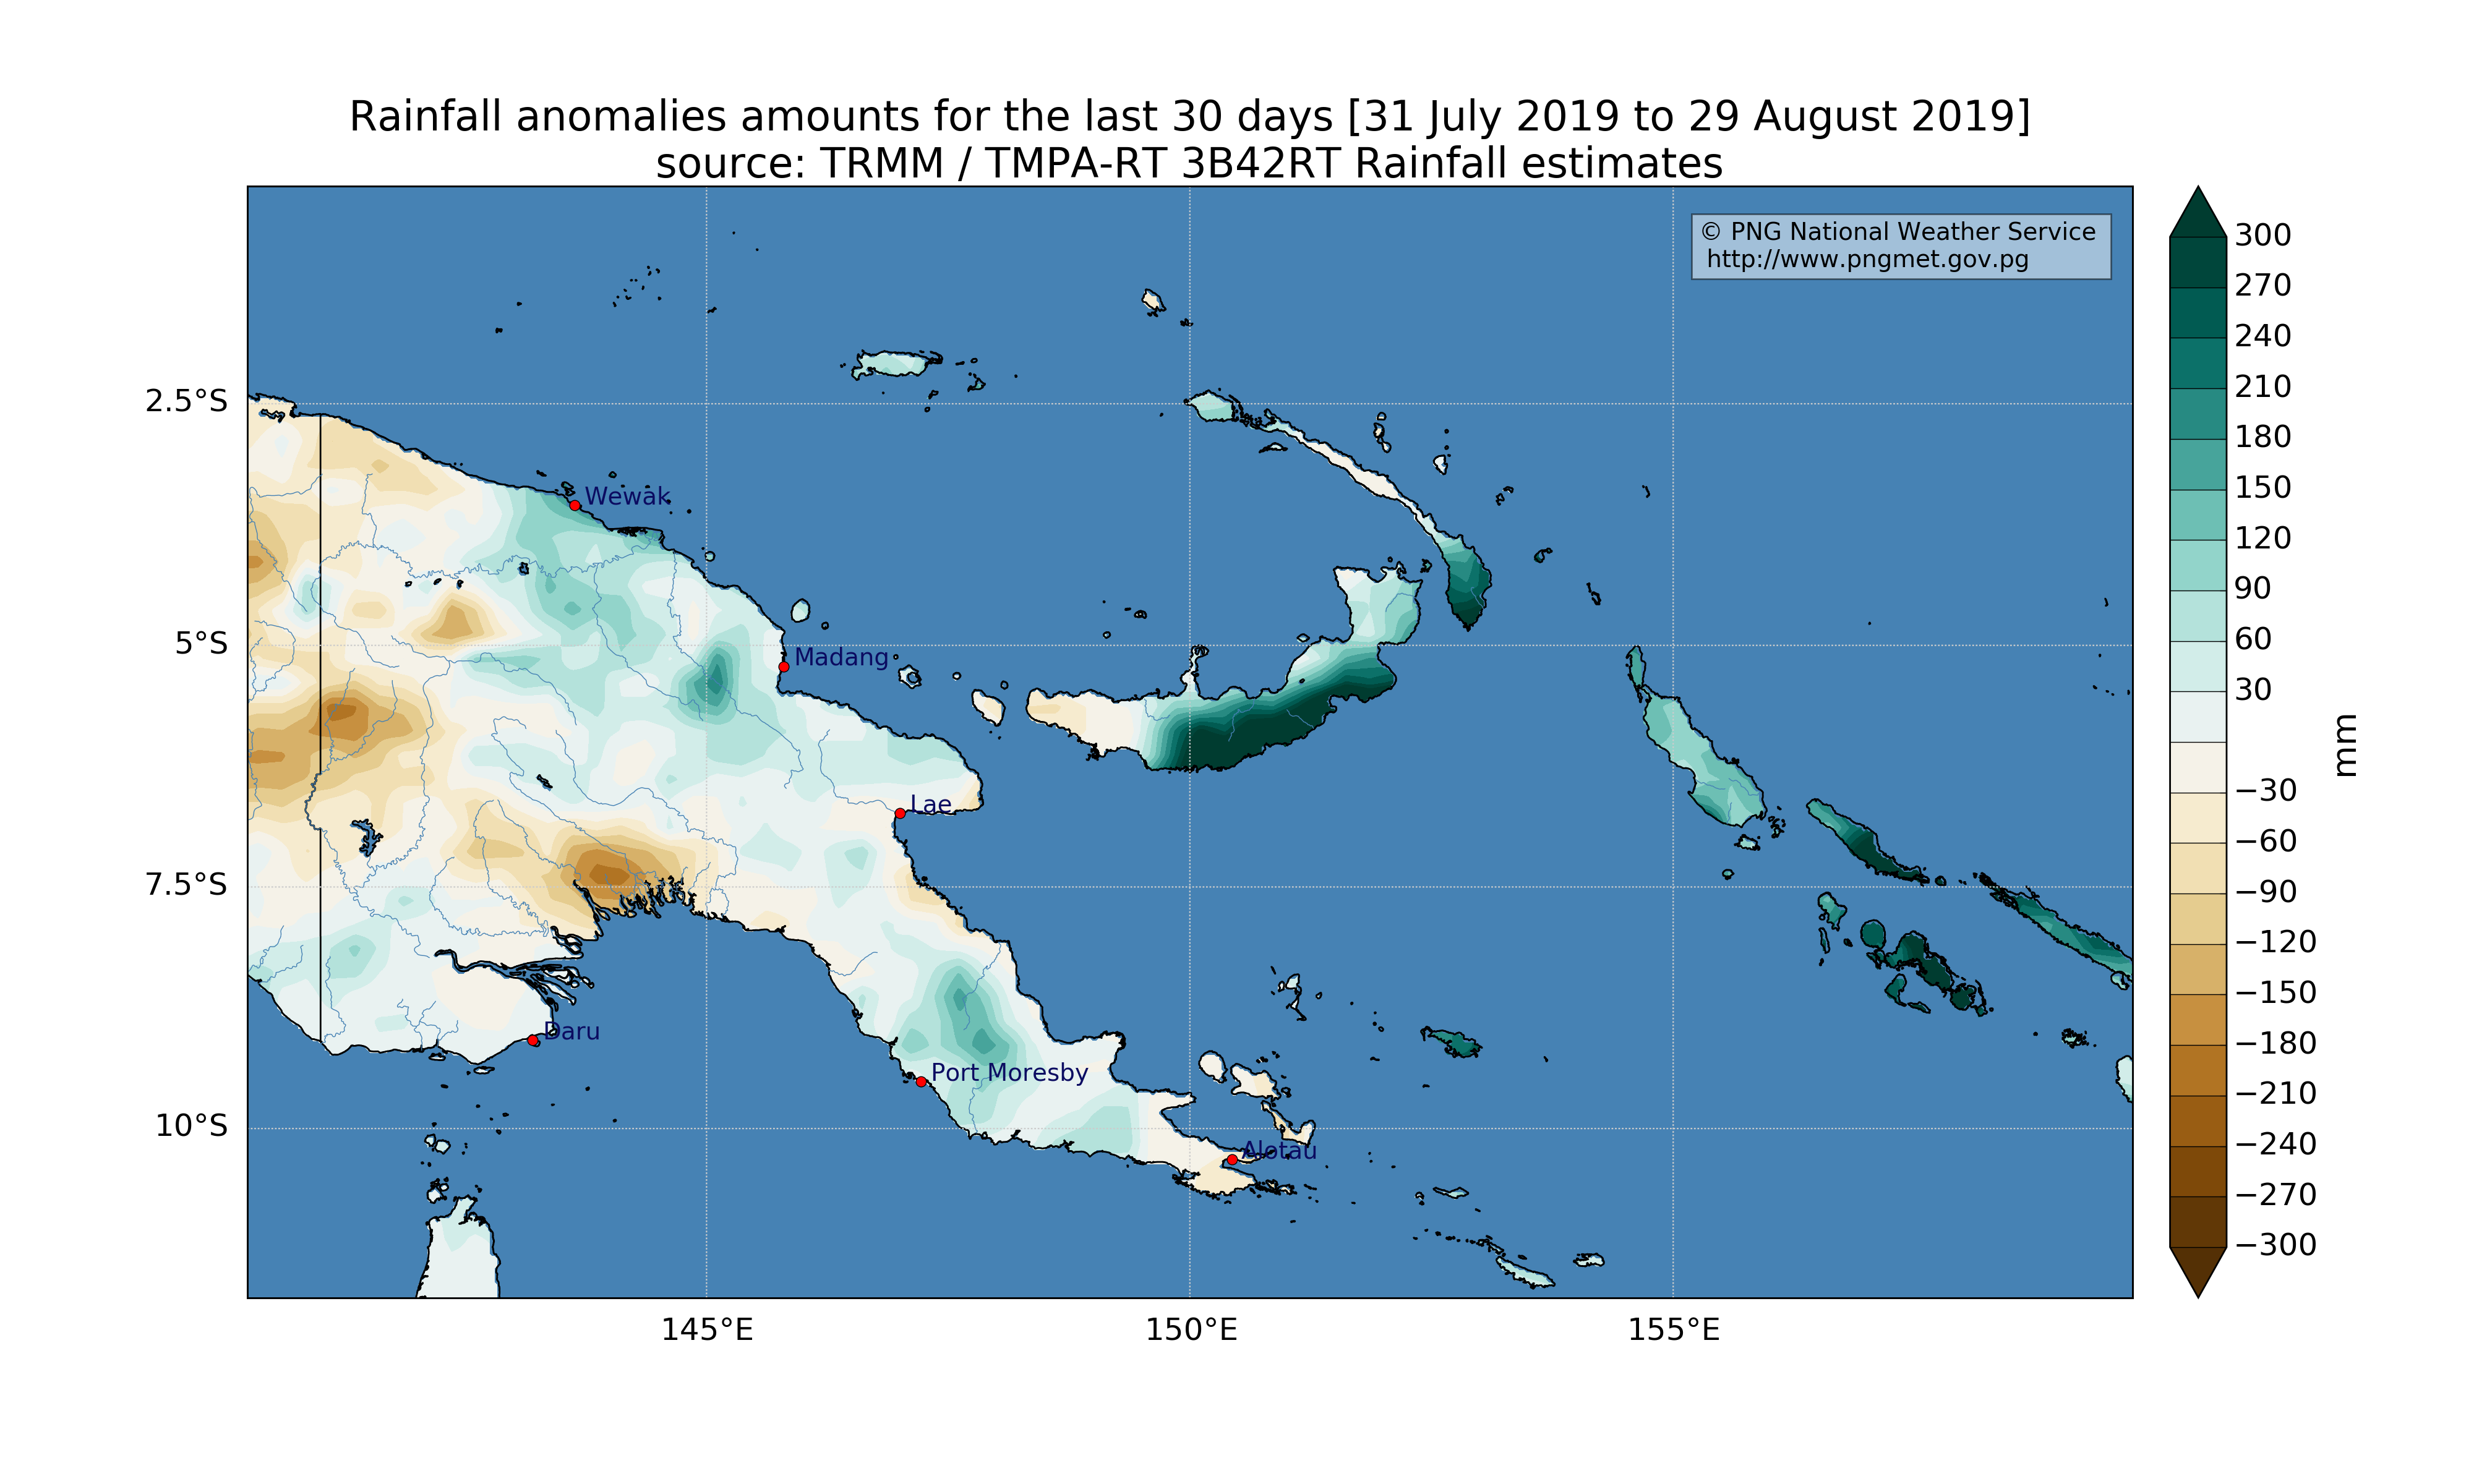 Rainfall anomalies amounts for the last 30 days [31 July 2019 to 29 August 2019]
source: TRMM / TMPA-RT 3B42RT Rainfall estimates
© PNG National Weather Service
http://www.pngmet.gov.pg
2.5°S
5°S
7.5°S
10°S
145°E
150°E
155°E
Wewak
Madang
Lae
Daru
Port Moresby
Alotau
300
270
240
210
180
150
120
90
60
30
−30
−60
−90
−120
−150
−180
−210
−240
−270
−300
mm